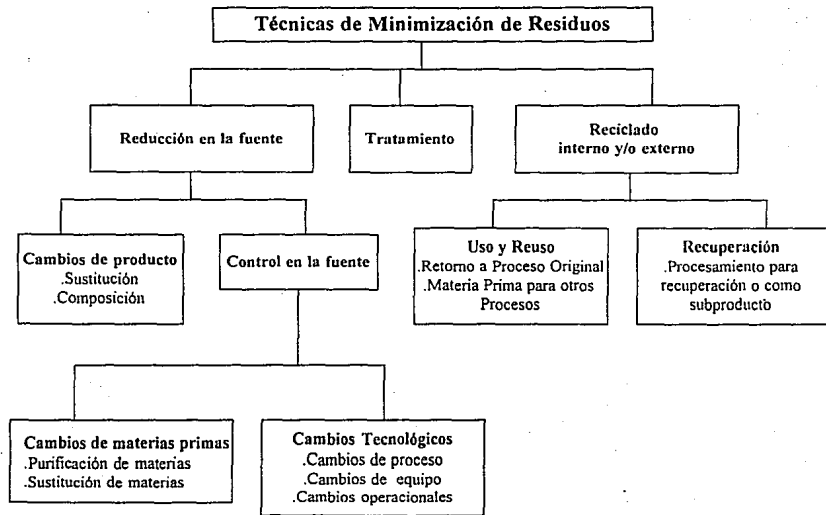 Técnicas de Minimización de Residuos
Reducción en la fuente
Tratamiento
Reciclado
interno y/o externo
Cambios de producto
.Sustitución
.Composición
Control en la fuente
Uso y Reuso
.Retorno a Proceso Original
.Materia Prima para otros
Procesos
Recuperación
.Procesamiento para
recuperación o como
subproducto
Cambios de materias primas
.Purificación de materias
.Sustitución de materias
Cambios Tecnológicos
.Cambios de proceso
.Cambios de equipo
.Cambios operacionales